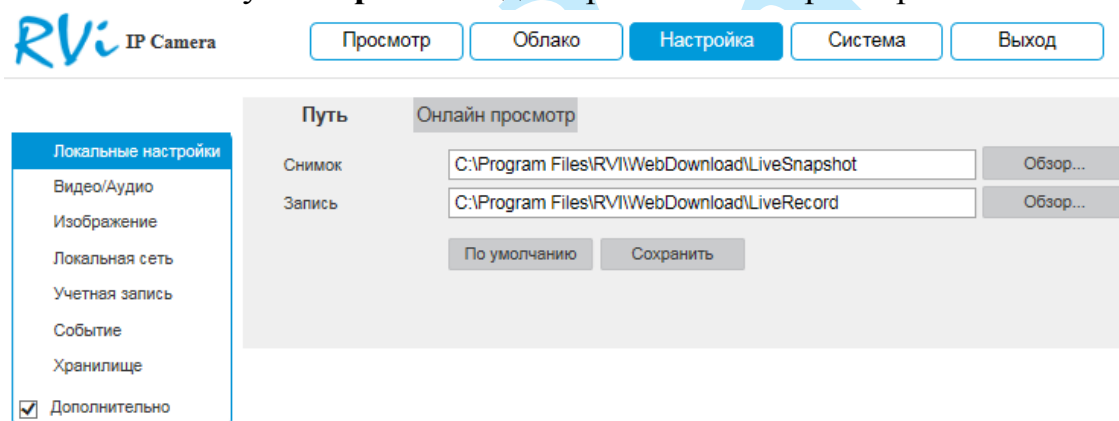 RVi IP Camera Просмотр Облако Настройка Система Выход
Путь Онлайн просмотр
Локальные настройки
Снимок C:\Program Files\RVI\WebDownload\LiveSnapshot Обзор...
Видео/Аудио
Запись C:\Program Files\RVI\WebDownload\LiveRecord Обзор...
Изображение
По умолчанию Сохранить
Локальная сеть
Учетная запись
Событие
Хранилище
Дополнительно